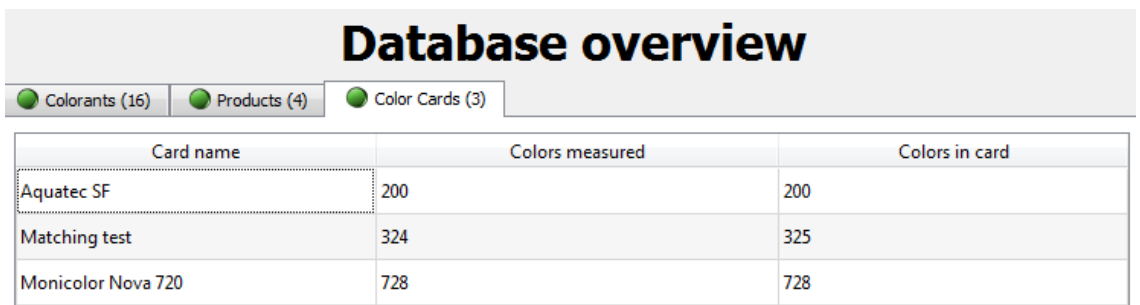 Database overview
Colorants (16) Products (4) Color Cards (3)
Card name Colors measured Colors in card
Aquatec SF 200 200
Matching test 324 325
Monicolor Nova 720 728 728